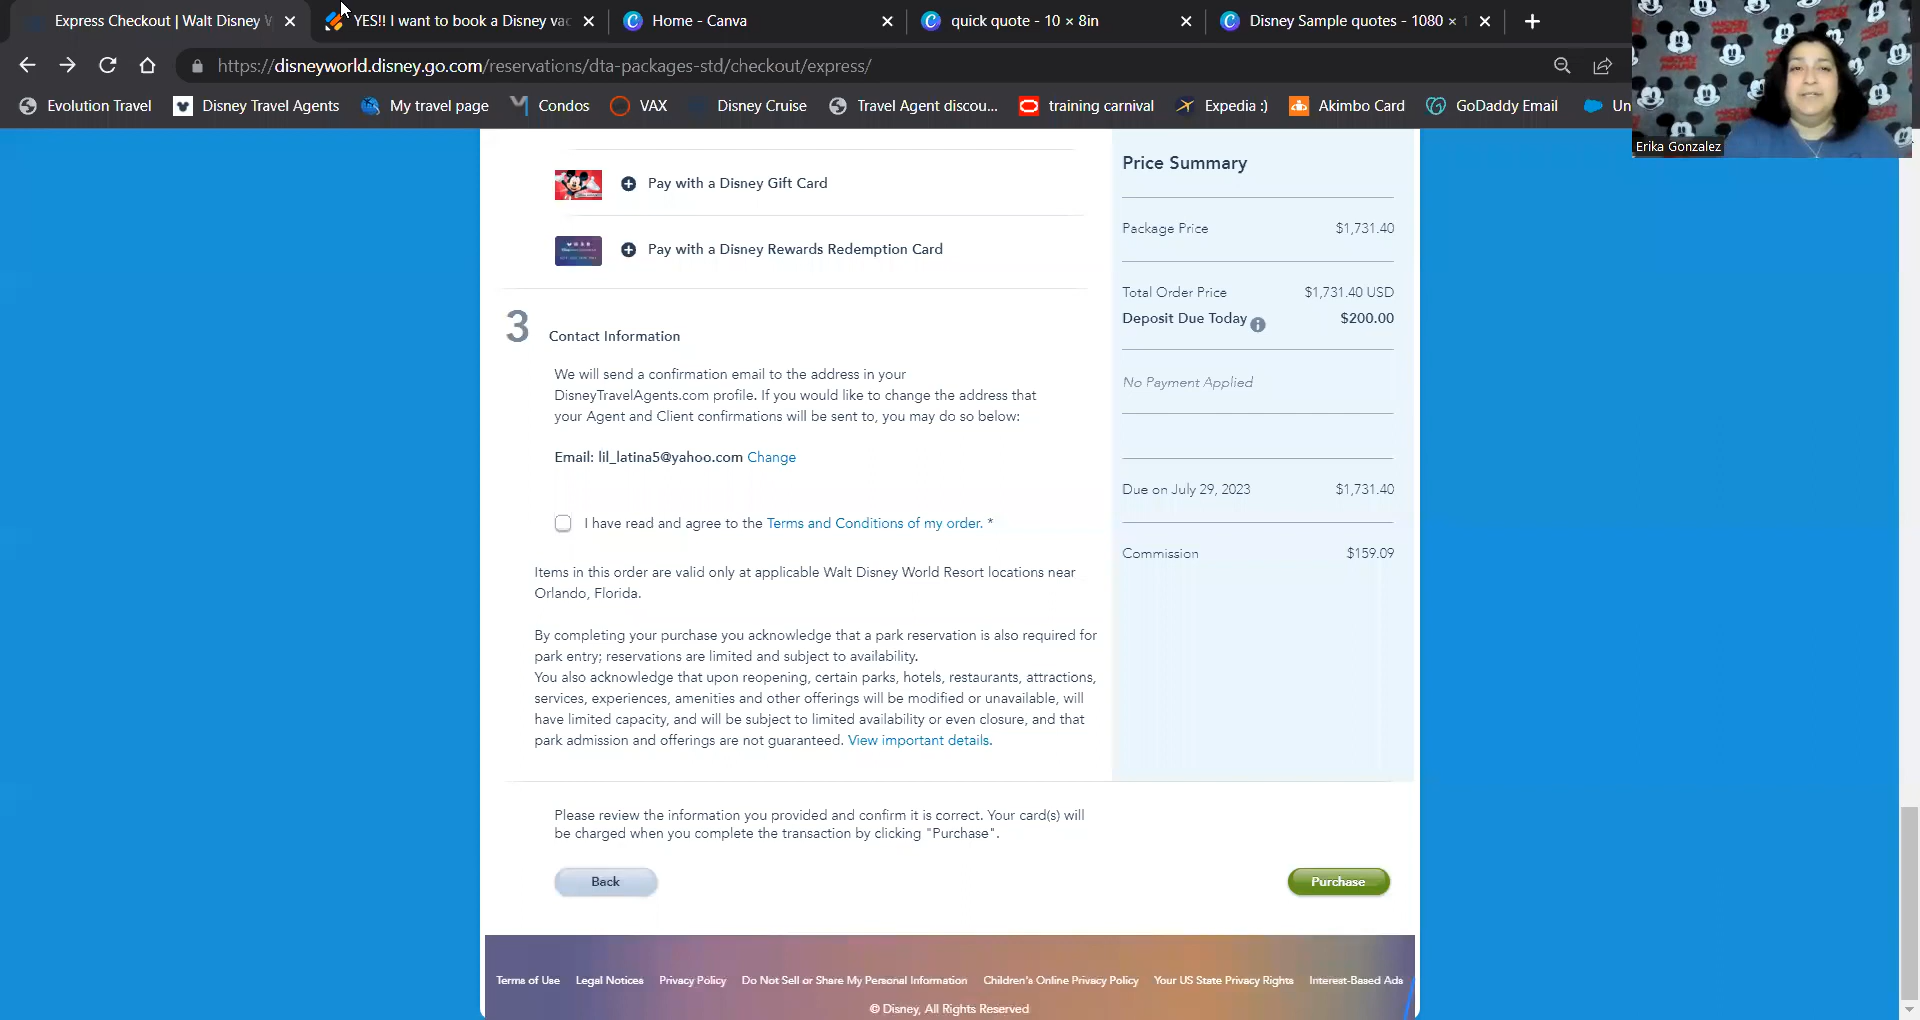 Express Checkout | Walt Disney W
YES!! I want to book a Disney vac
Home - Canva
quick quote - 10 × 8in
Disney Sample quotes - 1080 × 1
https://disneyworld.disney.go.com/reservations/dta-packages-std/checkout/express/
Evolution Travel
Disney Travel Agents
My travel page
Condos
VAX
Disney Cruise
Travel Agent discou...
training carnival
Expedia :)
Akimbo Card
GoDaddy Email
Un
Erika Gonzalez
Pay with a Disney Gift Card
Pay with a Disney Rewards Redemption Card
3 Contact Information
We will send a confirmation email to the address in your
DisneyTravelAgents.com profile. If you would like to change the address that
your Agent and Client confirmations will be sent to, you may do so below:
Email: lil_latina5@yahoo.com Change
I have read and agree to the Terms and Conditions of my order. *
Items in this order are valid only at applicable Walt Disney World Resort locations near
Orlando, Florida.
By completing your purchase you acknowledge that a park reservation is also required for
park entry; reservations are limited and subject to availability.
You also acknowledge that upon reopening, certain parks, hotels, restaurants, attractions,
services, experiences, amenities and other offerings will be modified or unavailable, will
have limited capacity, and will be subject to limited availability or even closure, and that
park admission and offerings are not guaranteed. View important details.
Please review the information you provided and confirm it is correct. Your card(s) will
be charged when you complete the transaction by clicking "Purchase".
Back
Purchase
Price Summary
Package Price $1,731.40
Total Order Price $1,731.40 USD
Deposit Due Today $200.00
No Payment Applied
Due on July 29, 2023 $1,731.40
Commission $159.09
Terms of Use Legal Notices Privacy Policy Do Not Sell or Share My Personal Information Children's Online Privacy Policy Your US State Privacy Rights Interest-Based Ads
© Disney, All Rights Reserved